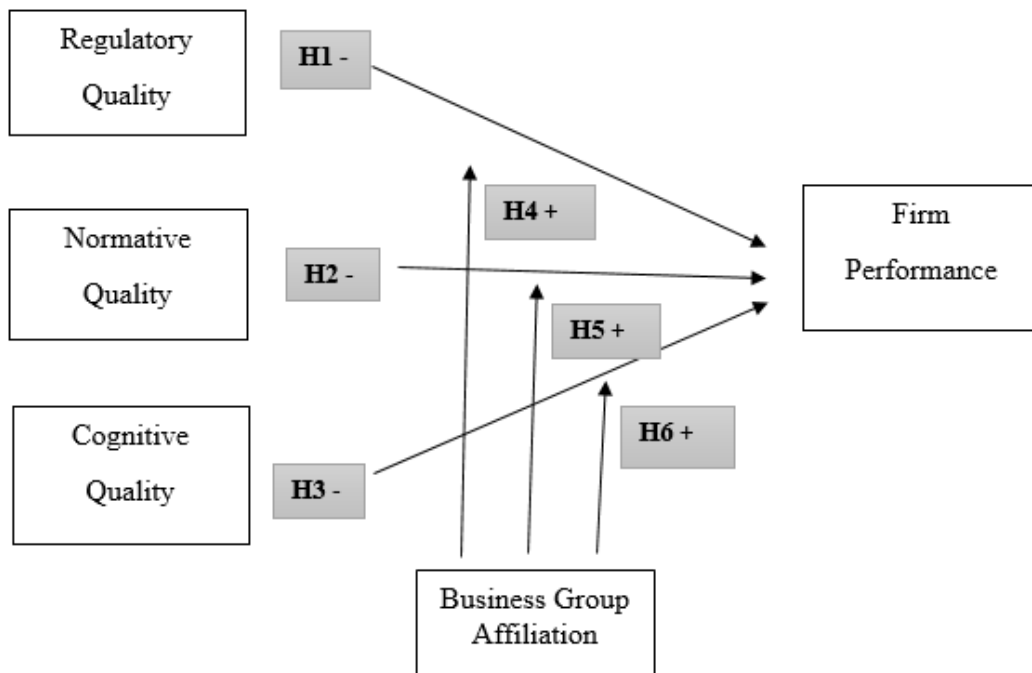 Regulatory
Quality
H1 -
H4 +
Normative
Quality
H2 -
Firm
Performance
H5 +
Cognitive
Quality
H6 +
H3 -
Business Group
Affiliation